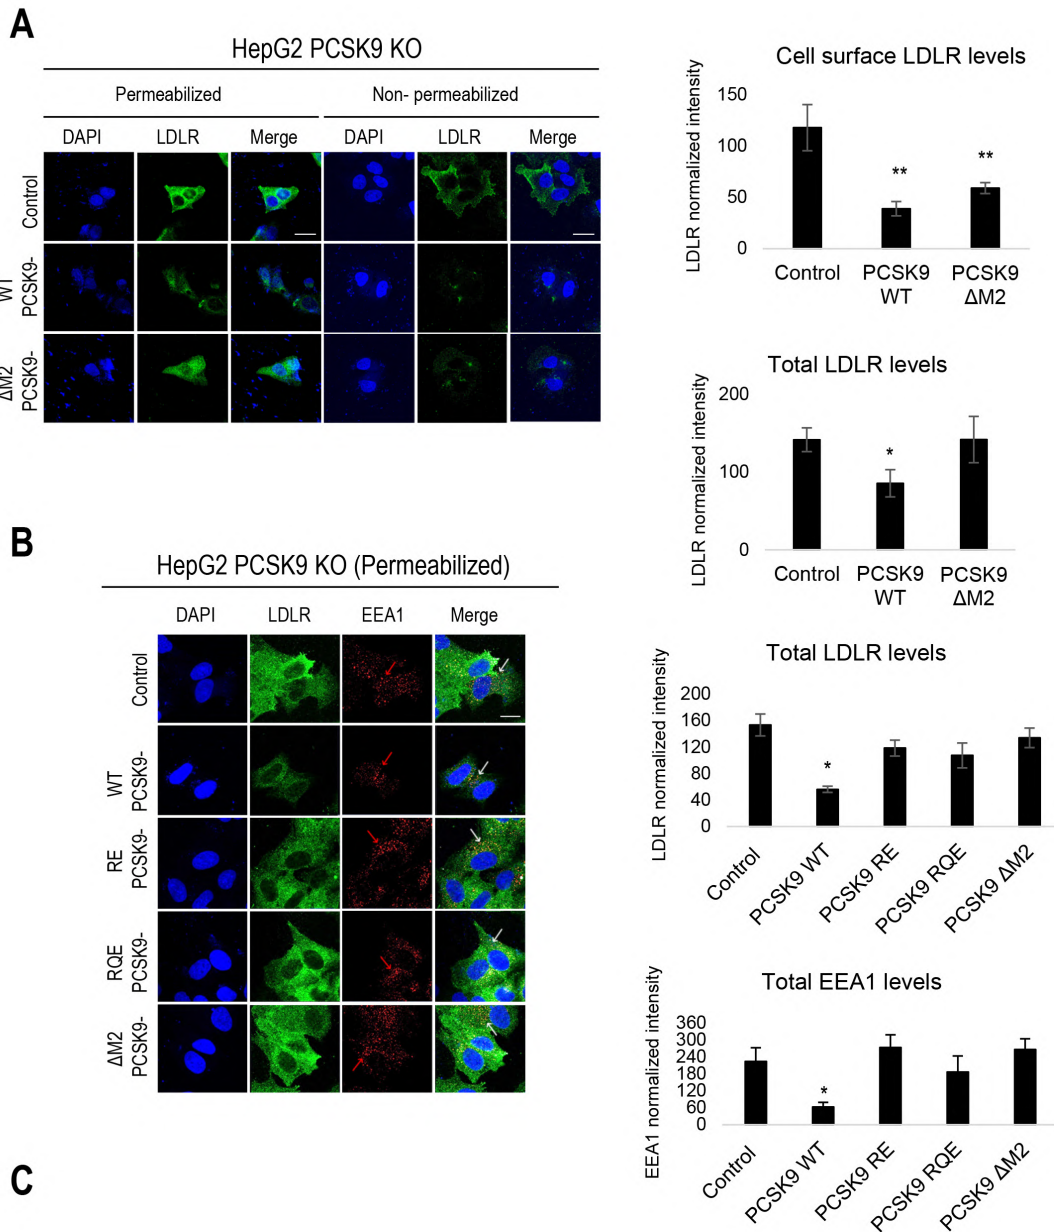 A
HepG2 PCSK9 KO
Permeabilized
Non- permeabilized
DAPI
LDLR
Merge
DAPI
LDLR
Merge
Control
WT
PCSK9-
ΔM2
PCSK9-
Cell surface LDLR levels
LDLR normalized intensity
150
100
50
0
Control
PCSK9
WT
PCSK9
ΔM2
**
**
Total LDLR levels
LDLR normalized intensity
200
100
0
Control
PCSK9
WT
PCSK9
ΔM2
*
B
HepG2 PCSK9 KO (Permeabilized)
DAPI
LDLR
EEA1
Merge
Control
WT
PCSK9-
RE
PCSK9-
RQE
PCSK9-
ΔM2
PCSK9-
Total LDLR levels
LDLR normalized intensity
200
160
120
80
40
0
*
Control
PCSK9 WT
PCSK9 RE
PCSK9 RQE
PCSK9 ΔM2
Total EEA1 levels
EEA1 normalized intensity
360
300
240
180
120
60
0
*
Control
PCSK9 WT
PCSK9 RE
PCSK9 RQE
PCSK9 ΔM2
C